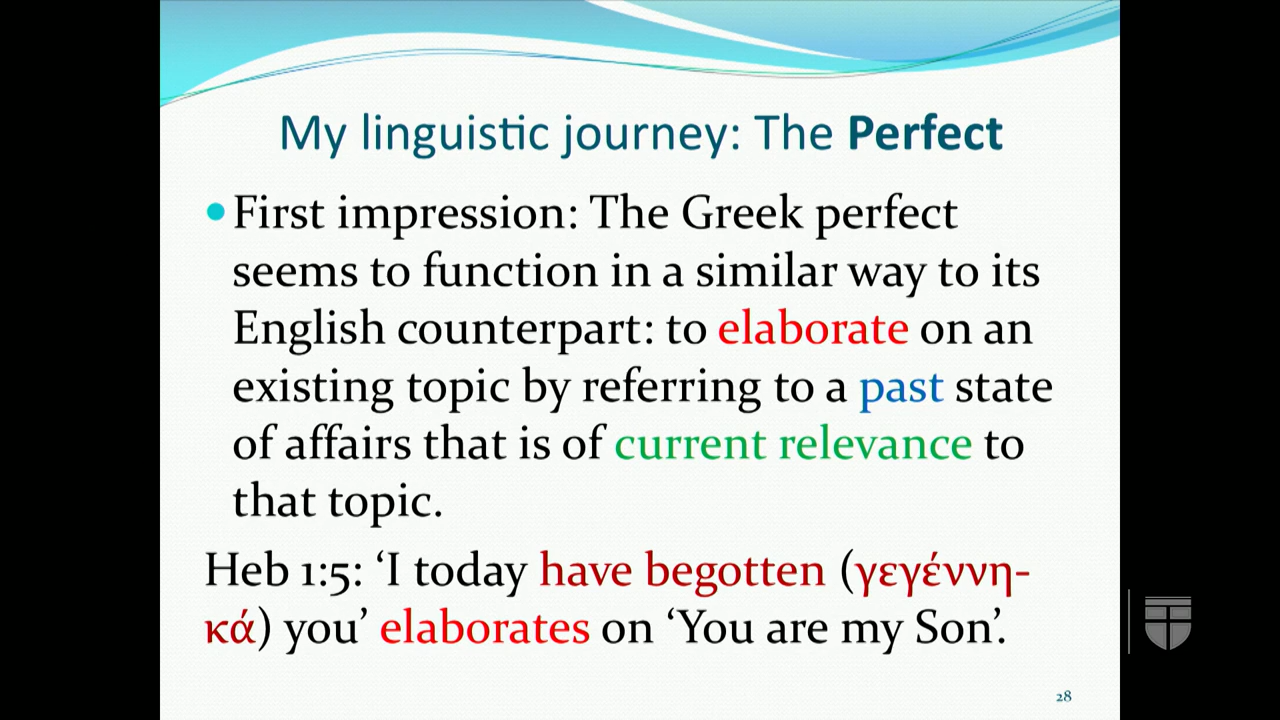 My linguistic journey: The Perfect
• First impression: The Greek perfect
seems to function in a similar way to its
English counterpart: to elaborate on an
existing topic by referring to a past state
of affairs that is of current relevance to
that topic.
Heb 1:5: ‘I today have begotten (γεγέννη-
κά) you’ elaborates on ‘You are my Son’.
28